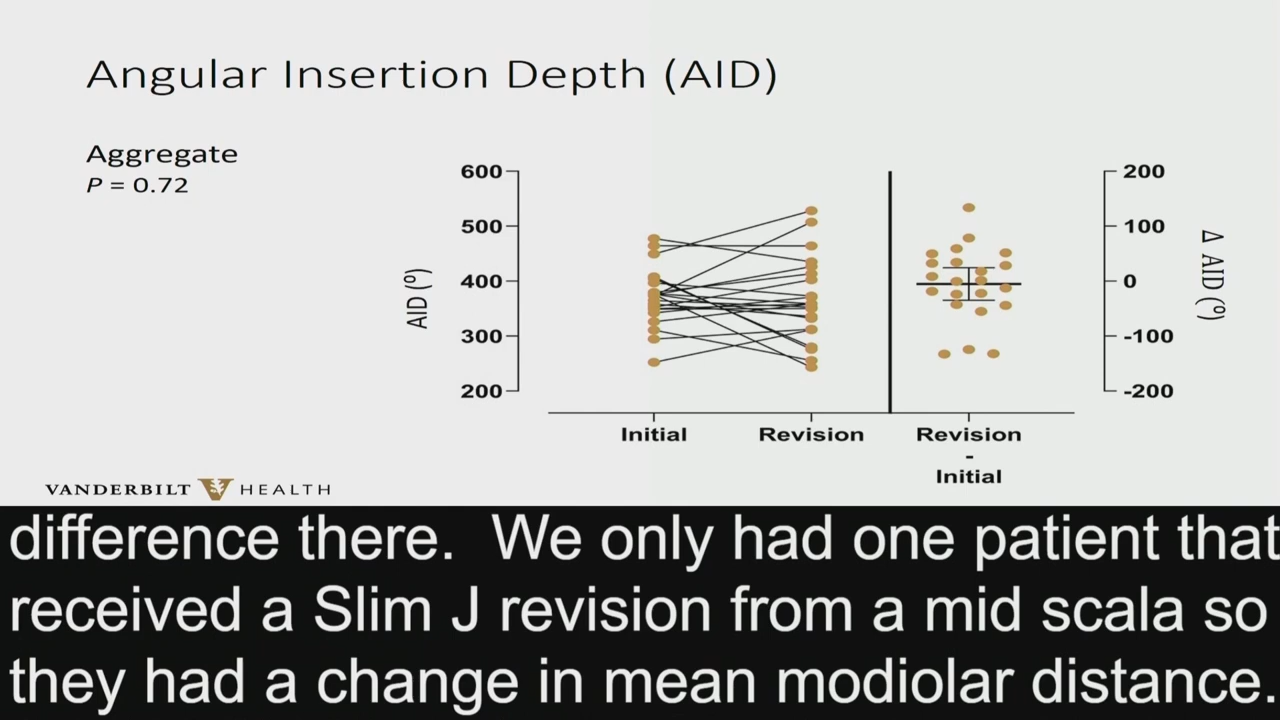 Angular Insertion Depth (AID)
Aggregate
P = 0.72
600
500
400
300
200
AID (º)
200
100
0
-100
-200
Δ AID (º)
Initial
Revision
Revision
-
Initial
VANDERBILT HEALTH
difference there. We only had one patient that
received a Slim J revision from a mid scala so
they had a change in mean modiolar distance.